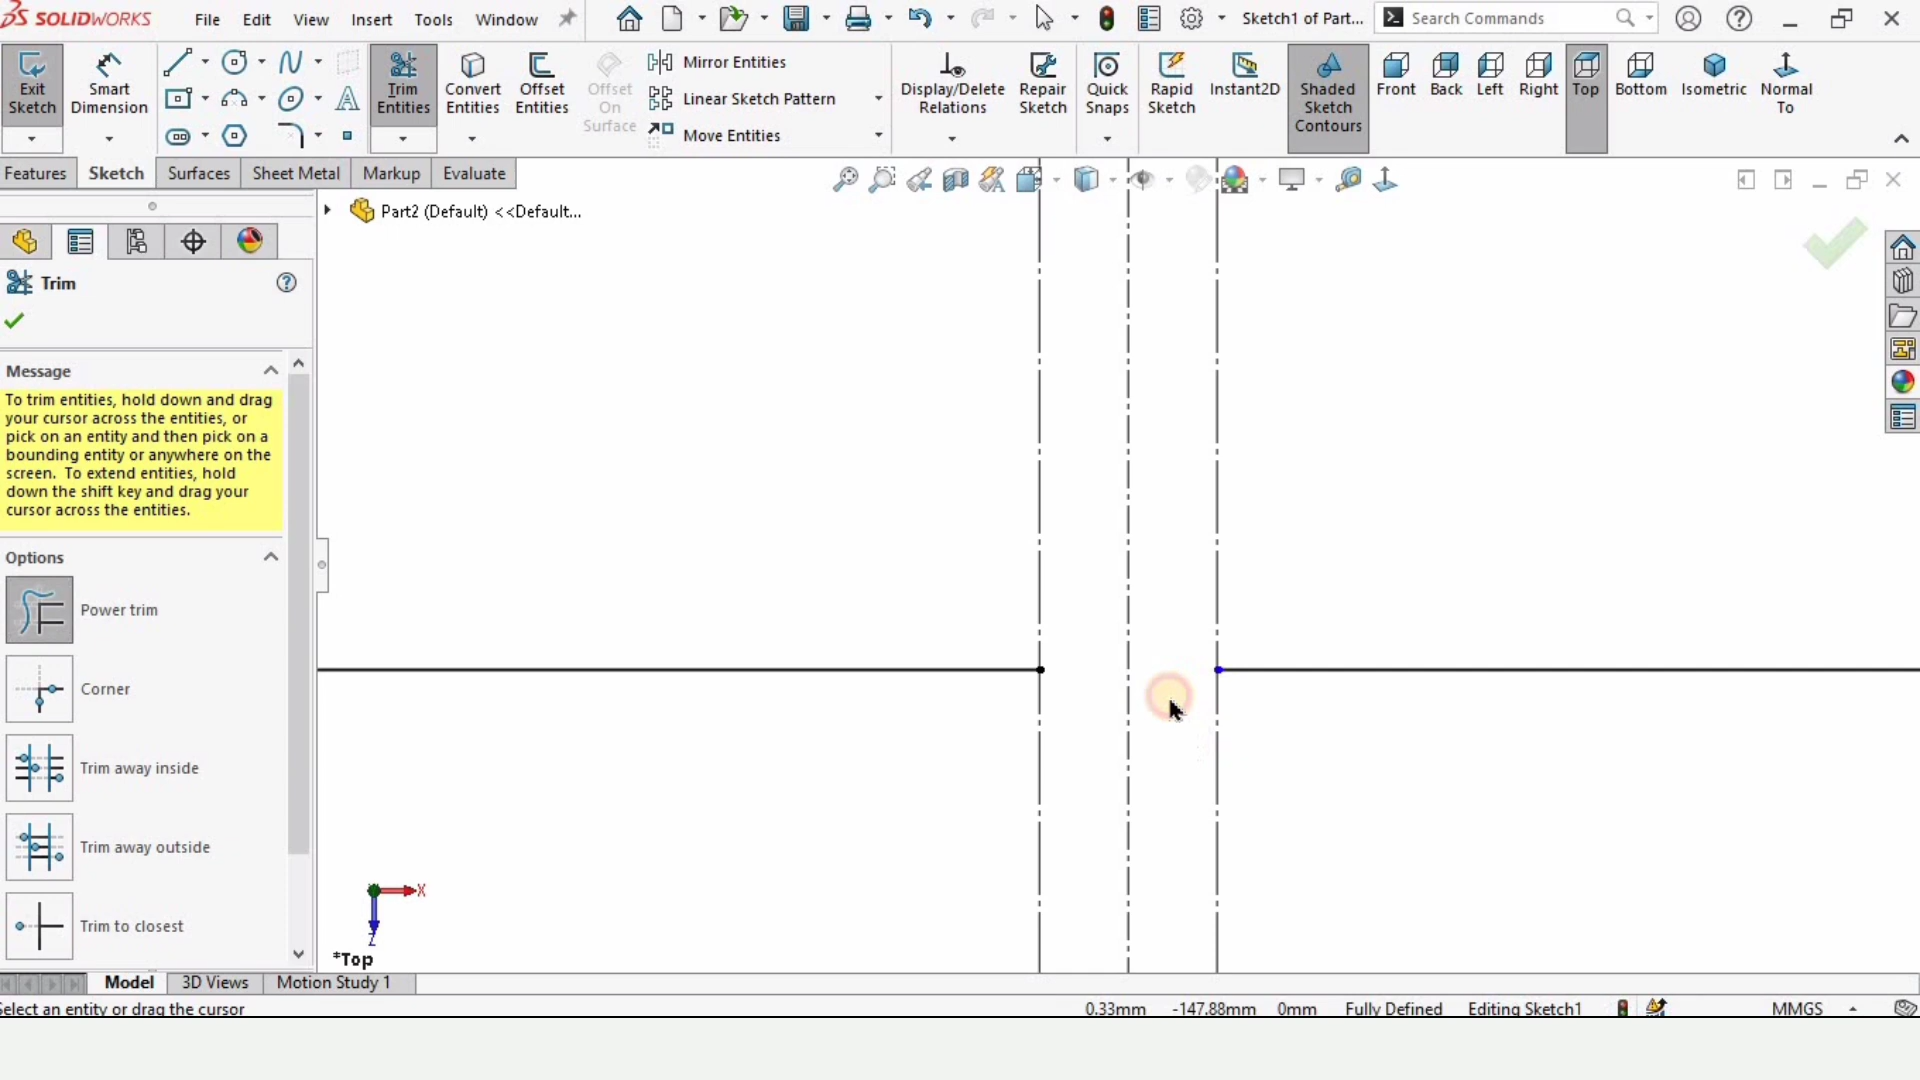 SOLIDWORKS File Edit View Insert Tools Window Sketch1 of Part... Search Commands
Exit Sketch
Smart Dimension
Trim Entities
Convert Entities
Offset Entities
Offset On Surface
Mirror Entities
Linear Sketch Pattern
Move Entities
Display/Delete Relations
Repair Sketch
Quick Snaps
Rapid Sketch
Instant2D
Shaded Sketch Contours
Front Back Left Right Top Bottom Isometric Normal To
Features Sketch Surfaces Sheet Metal Markup Evaluate
Part2 (Default) <<Default...
Trim
Message
To trim entities, hold down and drag
your cursor across the entities, or
pick on an entity and then pick on a
bounding entity or anywhere on the
screen. To extend entities, hold
down the shift key and drag your
cursor across the entities.
Options
Power trim
Corner
Trim away inside
Trim away outside
Trim to closest
X
Z
*Top
Model 3D Views Motion Study 1
Select an entity or drag the cursor 0.33mm -147.88mm 0mm Fully Defined Editing Sketch1 MMGS